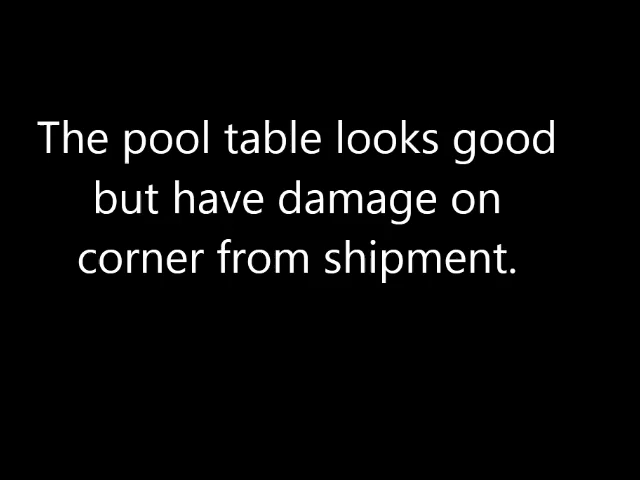 The pool table looks good
but have damage on
corner from shipment.